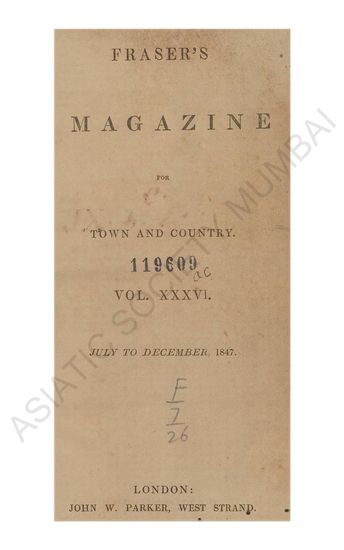 FRASER'S
MAGAZINE
FOR
TOWN AND COUNTRY.
119609
ac
VOL. XXXVI.
JULY TO DECEMBER, 1847.
F
7
26
LONDON:
JOHN W. PARKER, WEST STRAND.
ASIATIC SOCIETY MUMBAI